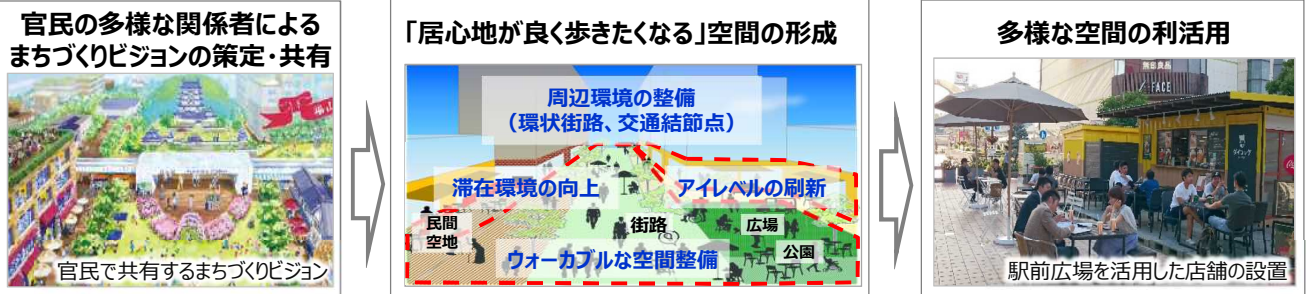 官民の多様な関係者による
まちづくりビジョンの策定・共有
福山
官民で共有するまちづくりビジョン
「居心地が良く歩きたくなる」空間の形成
周辺環境の整備
（環状街路、交通結節点）
滞在環境の向上
アイレベルの刷新
民間
空地
街路
広場
公園
ウォーカブルな空間整備
多様な空間の利活用
無印良品
FACE
駅前広場を活用した店舗の設置